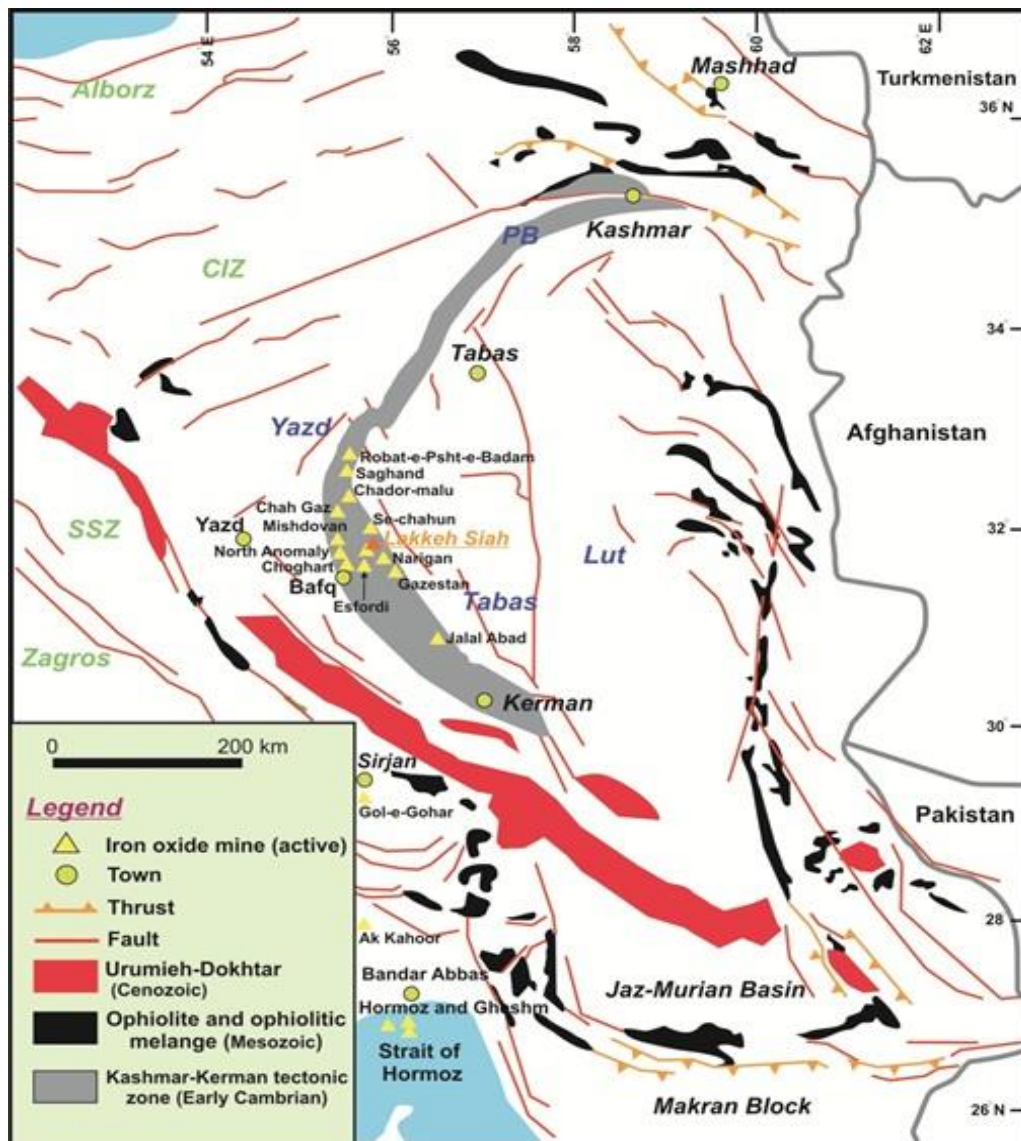 54 E
56
58
60
62 E
Mashhad
Turkmenistan
Alborz
36 N
Kashmar
PB
CIZ
34
Tabas
Afghanistan
Yazd
Robat-e-Psht-e-Badam
Saghand
Chador-malu
Chah Gaz
Se-chahun
Mishdovan
SSZ
Yazd
Lakkeh Siah
32
North Anomaly
Narigan
Lut
Choghart
Gazestan
Bafq
Esfordi
Tabas
Jalal Abad
Zagros
Kerman
30
0 200 km
Sirjan
Gol-e-Gohar
Pakistan
Legend
Iron oxide mine (active)
Town
Thrust
Fault
Urumieh-Dokhtar
(Cenozoic)
Ophiolite and ophiolitic
melange (Mesozoic)
Kashmar-Kerman tectonic
zone (Early Cambrian)
28
Ak Kahoor
Bandar Abbas
Jaz-Murian Basin
Hormoz and Gheshm
Strait of
Hormoz
Makran Block
26 N